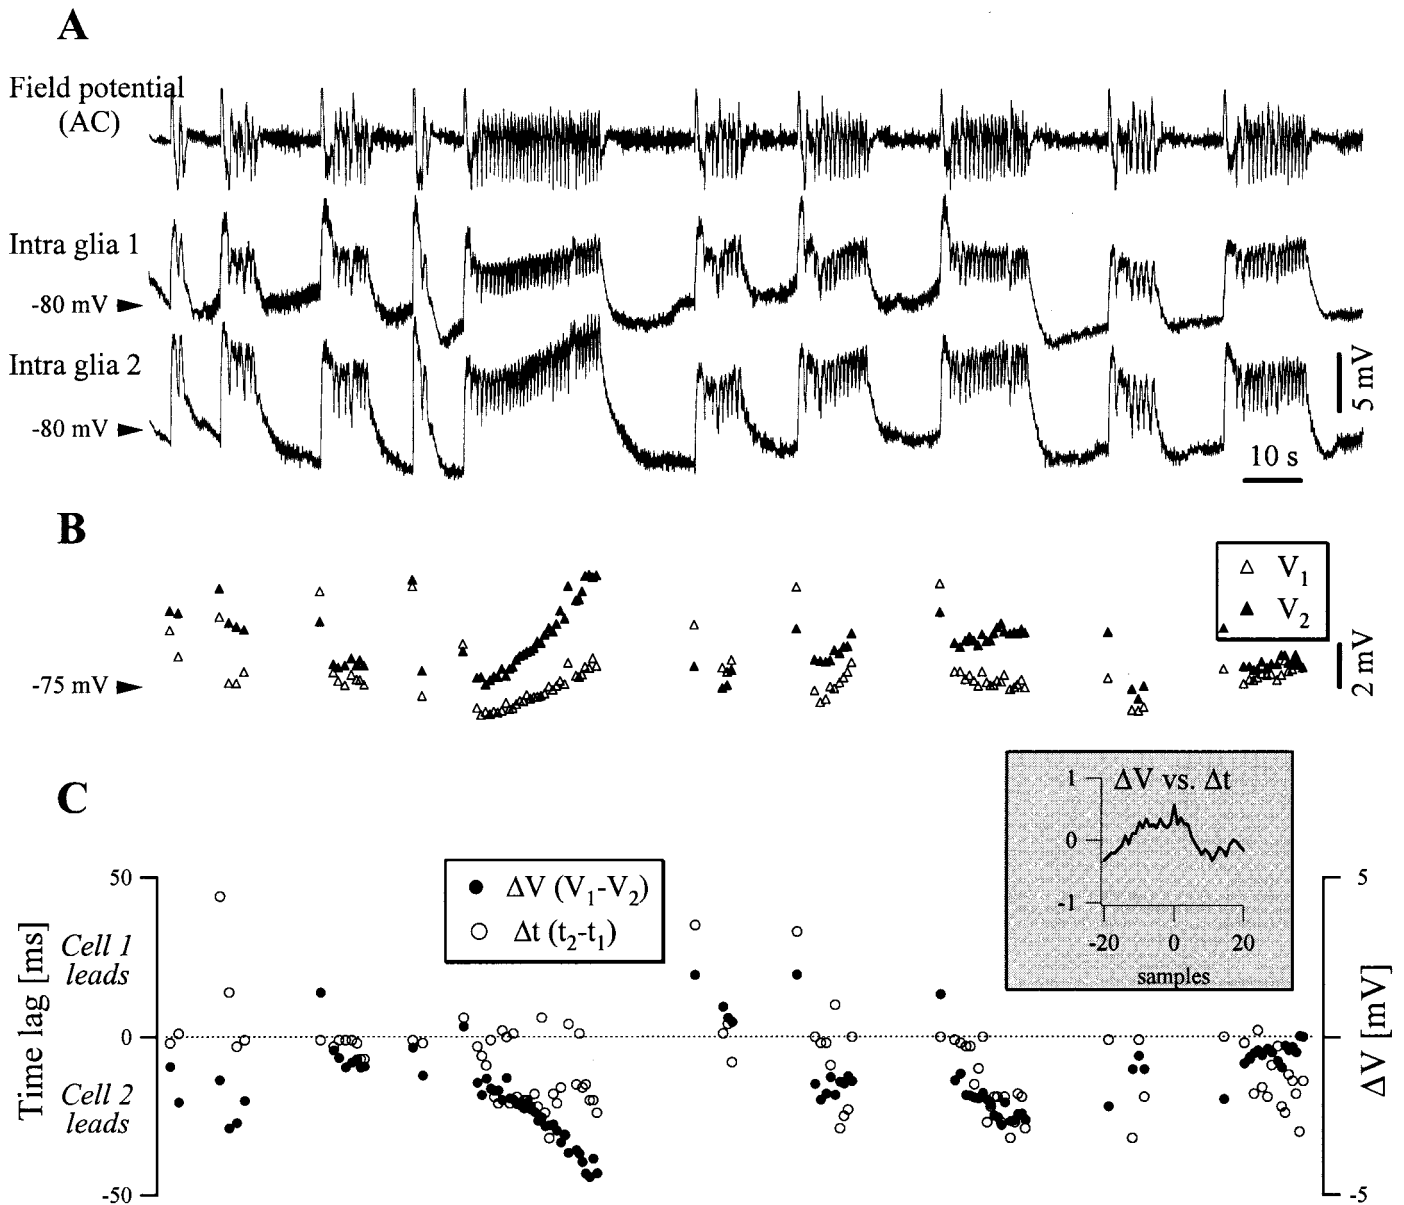 A
Field potential
(AC)
Intra glia 1
-80 mV
Intra glia 2
-80 mV
5 mV
10 s
B
V1
V2
-75 mV
2 mV
C
ΔV vs. Δt
1
0
-1
-20 0 20
samples
ΔV (V1-V2)
Δt (t2-t1)
50
0
-50
Time lag [ms]
Cell 1
leads
Cell 2
leads
5
-5
ΔV [mV]